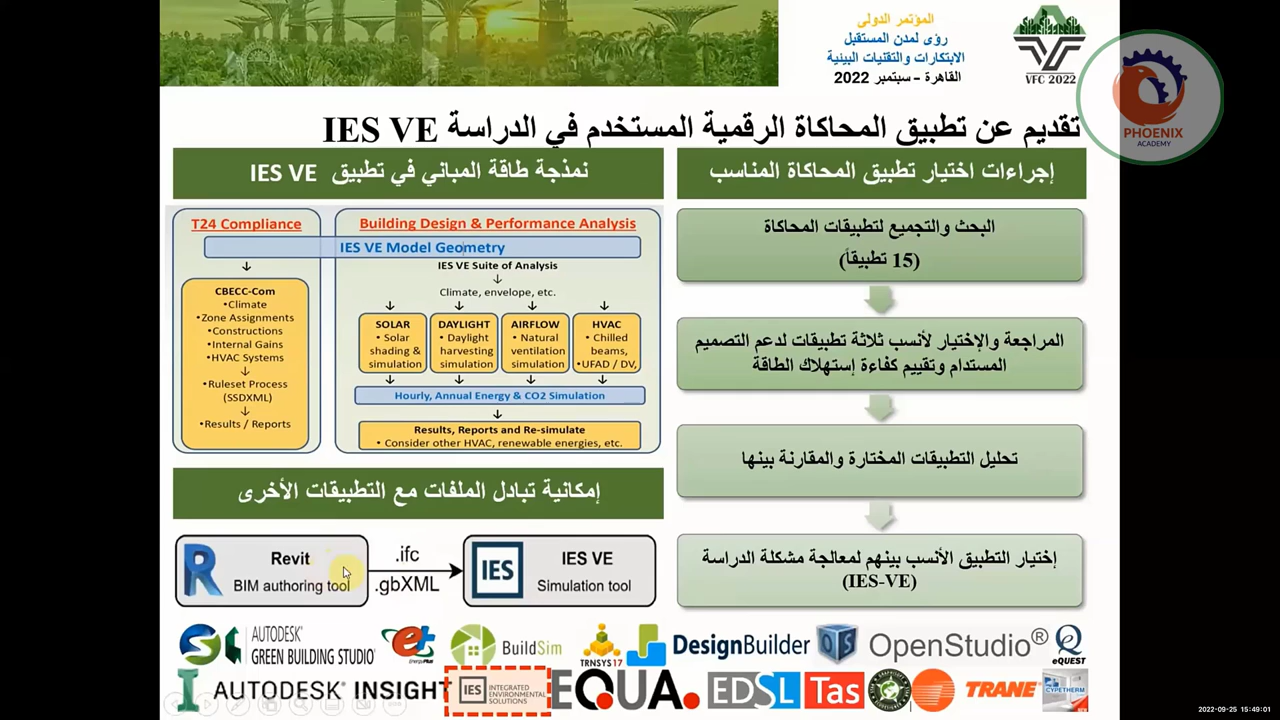 المؤتمر الدولى
رؤى لمدن المستقبل
الابتكارات والتقنيات البينية
القاهرة – سبتمبر 2022
VFC 2022
PHOENIX
ACADEMY
تقديم عن تطبيق المحاكاة الرقمية المستخدم في الدراسة IES VE
إجراءات اختيار تطبيق المحاكاة المناسب
البحث والتجميع لتطبيقات المحاكاة
(15 تطبيقاً)
المراجعة والإختيار لأنسب ثلاثة تطبيقات لدعم التصميم
المستدام وتقييم كفاءة إستهلاك الطاقة
تحليل التطبيقات المختارة والمقارنة بينها
إختيار التطبيق الأنسب بينهم لمعالجة مشكلة الدراسة
(IES-VE)
نمذجة طاقة المباني في تطبيق IES VE
T24 Compliance
Building Design & Performance Analysis
IES VE Model Geometry
IES VE Suite of Analysis
Climate, envelope, etc.
CBECC-Com
•Climate
•Zone Assignments
•Constructions
•Internal Gains
•HVAC Systems
•Ruleset Process
(SSDXML)
•Results / Reports
SOLAR
• Solar
shading &
simulation
DAYLIGHT
• Daylight
harvesting
simulation
AIRFLOW
• Natural
ventilation
simulation
HVAC
• Chilled
beams,
•UFAD / DV,
Hourly, Annual Energy & CO2 Simulation
Results, Reports and Re-simulate
• Consider other HVAC, renewable energies, etc.
إمكانية تبادل الملفات مع التطبيقات الأخرى
Revit
BIM authoring tool
.ifc
.gbXML
IES
IES VE
Simulation tool
AUTODESK
GREEN BUILDING STUDIO
EnergyPlus
BuildSim
TRNSYS 17
DesignBuilder
OS
OpenStudio®
eQUEST
AUTODESK® INSIGHT
IES
INTEGRATED
ENVIRONMENTAL
SOLUTIONS
EQUA.
EDSL Tas
TRANE
CYPETHERM
2022-09-25 15:49:01